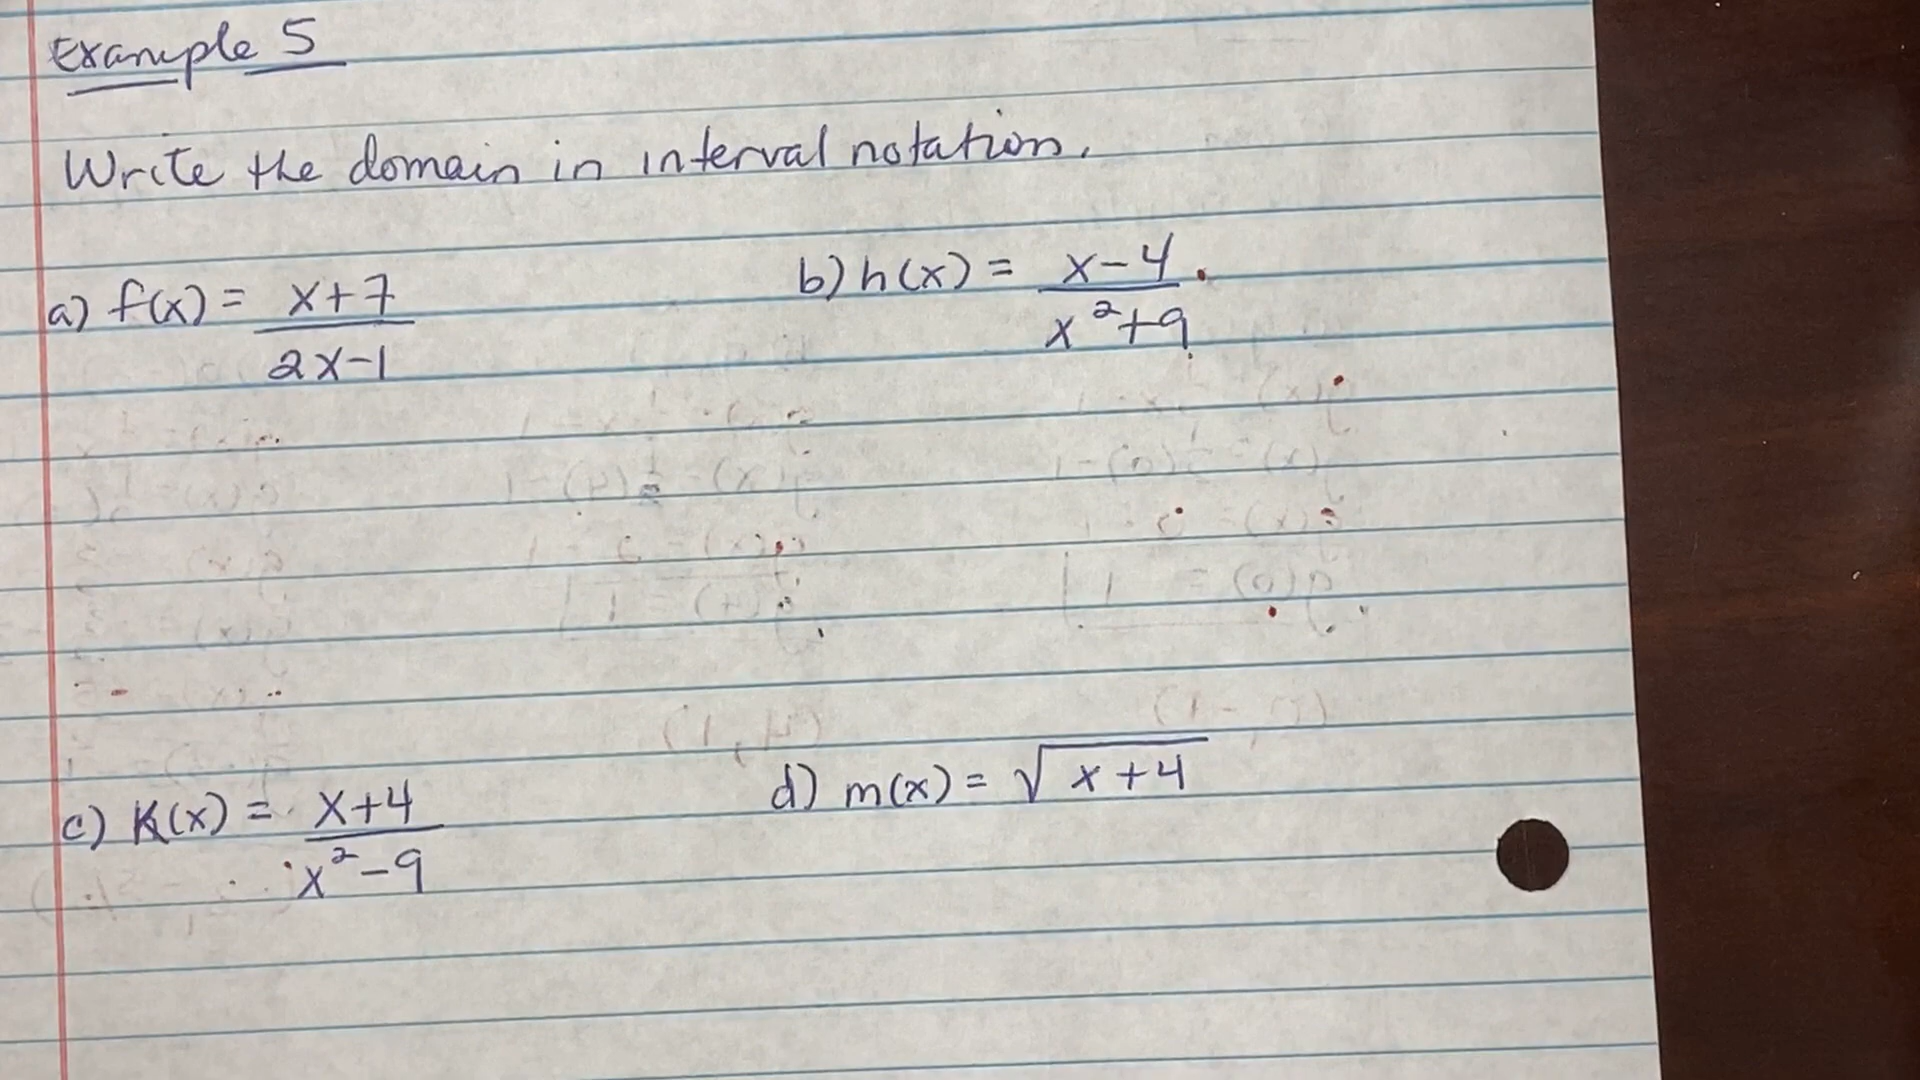 Example 5
Write the domain in interval notation.
a) f(x) = x+7 / 2x-1
b) h(x) = x-4 / x²+9
c) K(x) = x+4 / x²-9
d) m(x) = √x+4